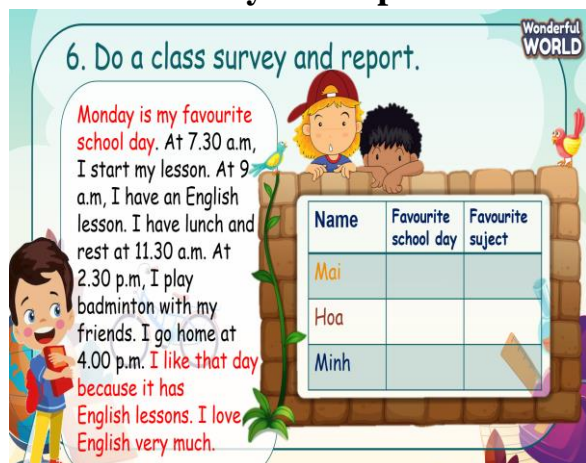 Wonderful
WORLD
6. Do a class survey and report.
Monday is my favourite
school day. At 7.30 a.m,
I start my lesson. At 9
a.m, I have an English
lesson. I have lunch and
rest at 11.30 a.m. At
2.30 p.m, I play
badminton with my
friends. I go home at
4.00 p.m. I like that day
because it has
English lessons. I love
English very much.
Name Favourite school day Favourite suject
Mai
Hoa
Minh